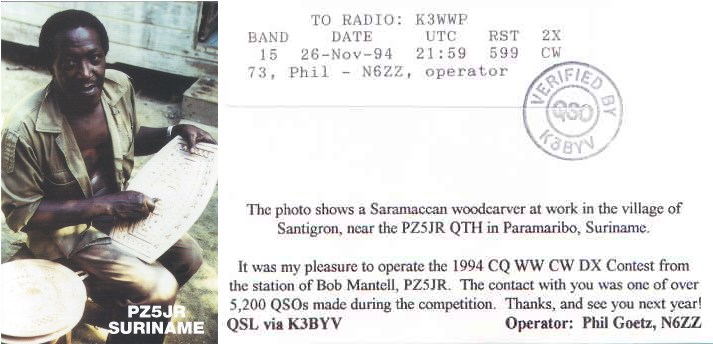 PZ5JR
SURINAME
TO RADIO: K3WWP
BAND DATE UTC RST 2X
15 26-Nov-94 21:59 599 CW
73, Phil - N6ZZ, operator
VERIFIED BY
QSO
K3BYV
The photo shows a Saramaccan woodcarver at work in the village of
Santigron, near the PZ5JR QTH in Paramaribo, Suriname.
It was my pleasure to operate the 1994 CQ WW CW DX Contest from
the station of Bob Mantell, PZ5JR. The contact with you was one of over
5,200 QSOs made during the competition. Thanks, and see you next year!
QSL via K3BYV Operator: Phil Goetz, N6ZZ